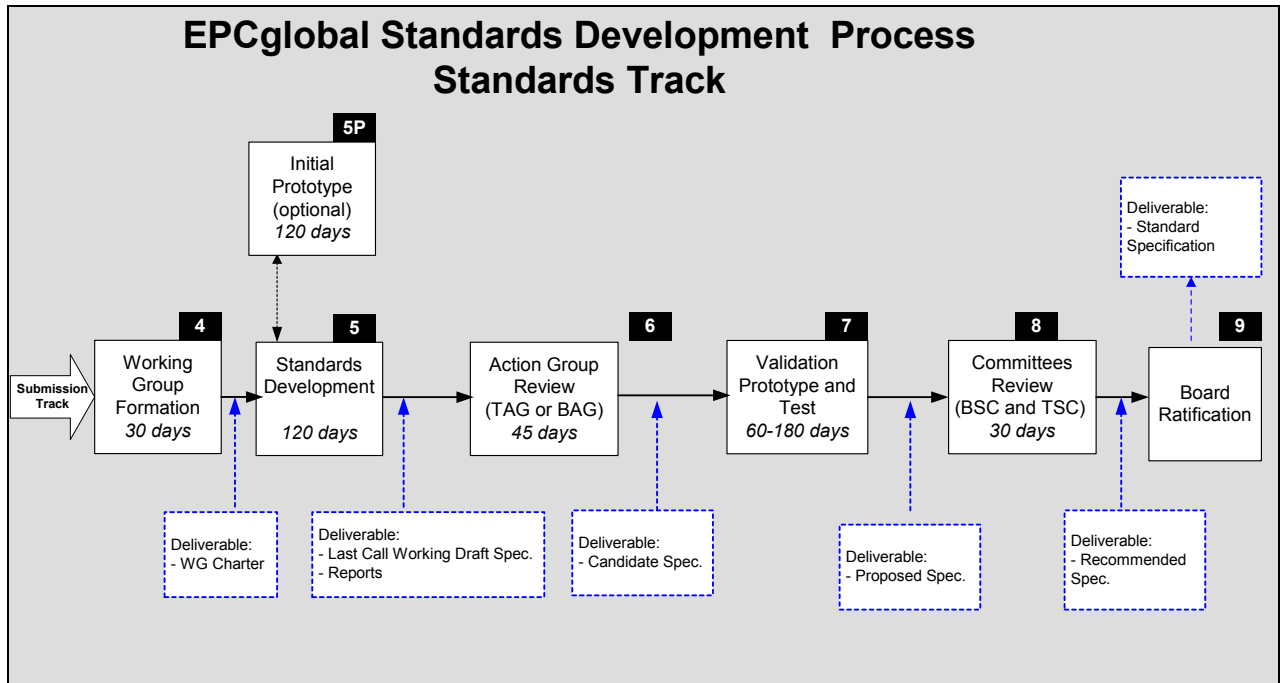 EPCglobal Standards Development Process
Standards Track
5P
Initial
Prototype
(optional)
120 days
Deliverable:
- Standard
Specification
Submission
Track
4
Working
Group
Formation
30 days
5
Standards
Development
120 days
6
Action Group
Review
(TAG or BAG)
45 days
7
Validation
Prototype and
Test
60-180 days
8
Committees
Review
(BSC and TSC)
30 days
9
Board
Ratification
Deliverable:
- WG Charter
Deliverable:
- Last Call Working Draft Spec.
- Reports
Deliverable:
- Candidate Spec.
Deliverable:
- Proposed Spec.
Deliverable:
- Recommended
Spec.